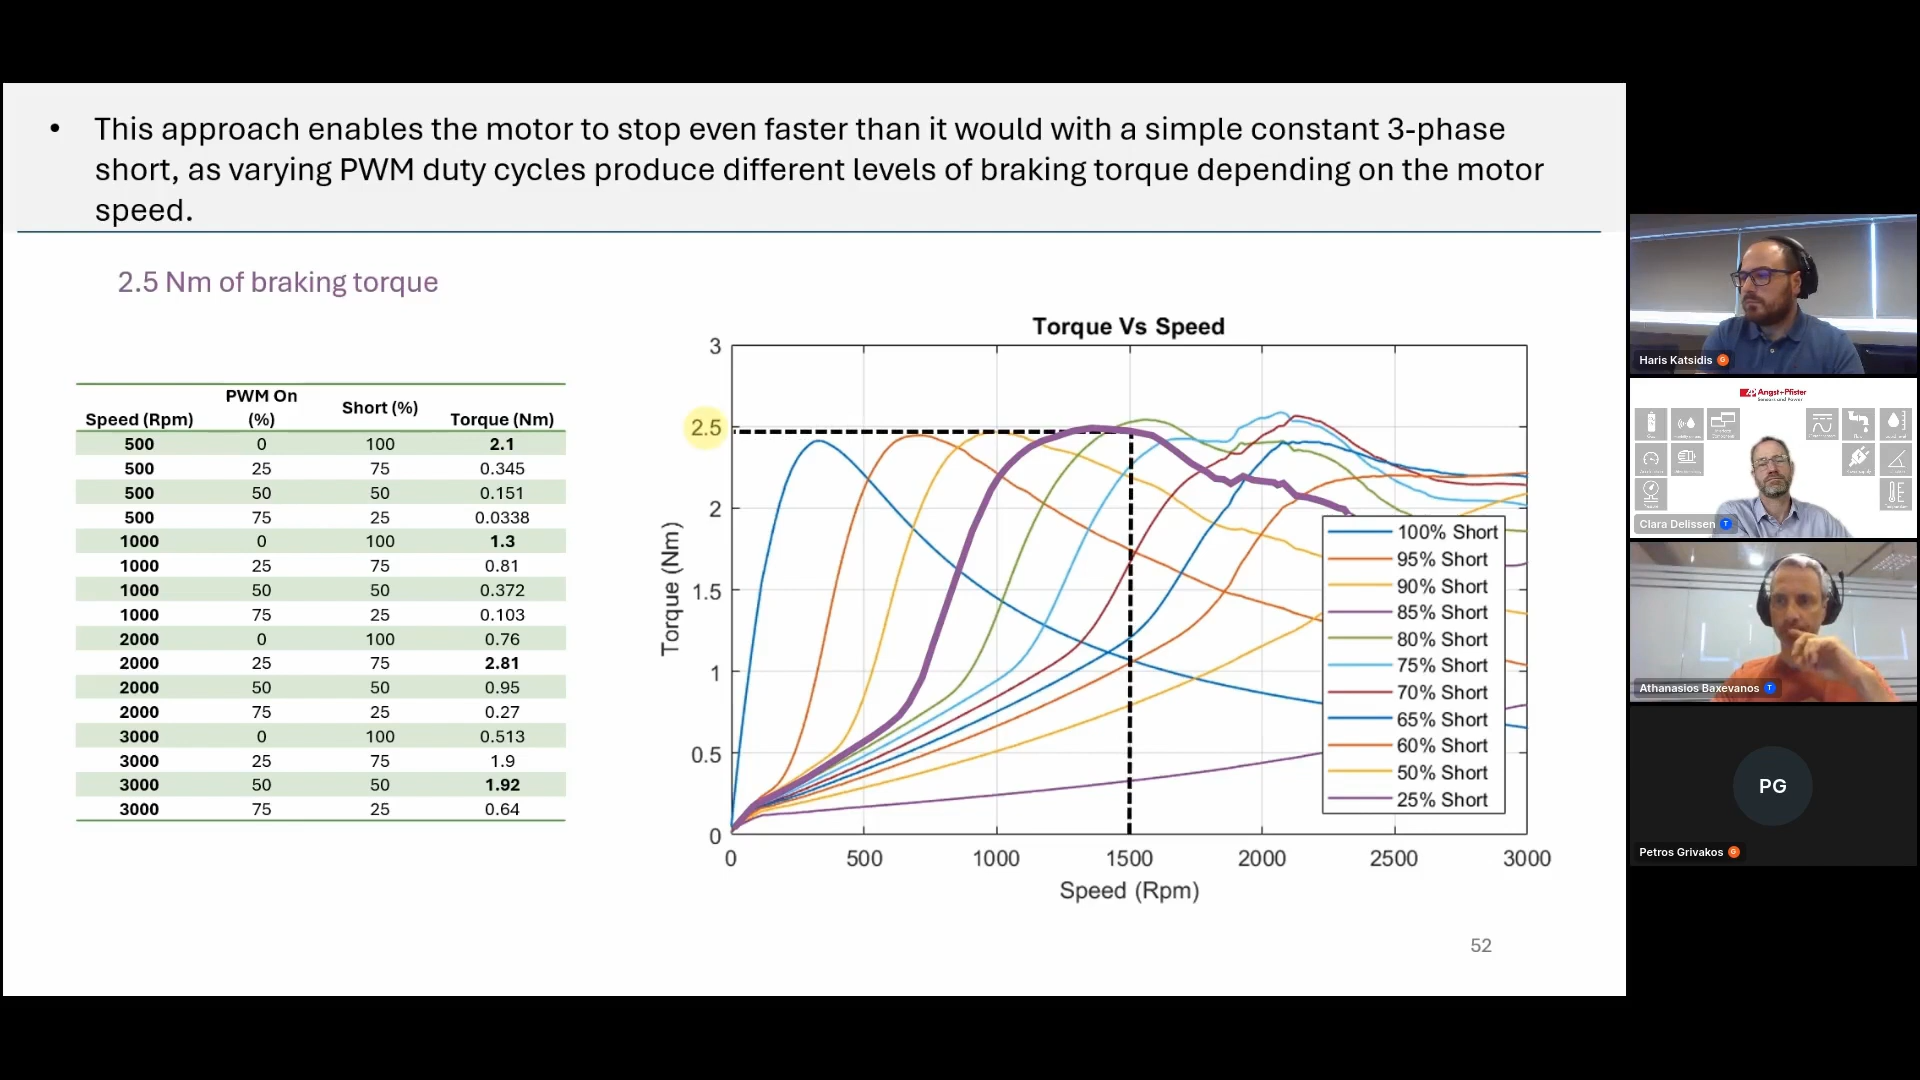 • This approach enables the motor to stop even faster than it would with a simple constant 3-phase
short, as varying PWM duty cycles produce different levels of braking torque depending on the motor
speed.
2.5 Nm of braking torque
Speed (Rpm) PWM On (%) Short (%) Torque (Nm)
500 0 100 2.1
500 25 75 0.345
500 50 50 0.151
500 75 25 0.0338
1000 0 100 1.3
1000 25 75 0.81
1000 50 50 0.372
1000 75 25 0.103
2000 0 100 0.76
2000 25 75 2.81
2000 50 50 0.95
2000 75 25 0.27
3000 0 100 0.513
3000 25 75 1.9
3000 50 50 1.92
3000 75 25 0.64
Torque Vs Speed
3
2.5
2
1.5
1
0.5
0
Torque (Nm)
0 500 1000 1500 2000 2500 3000
Speed (Rpm)
100% Short
95% Short
90% Short
85% Short
80% Short
75% Short
70% Short
65% Short
60% Short
50% Short
25% Short
52
Haris Katsidis
Angst+Pfister
Sensors and Power
Clara Delissen
Athanasios Baxevanos
PG
Petros Grivakos